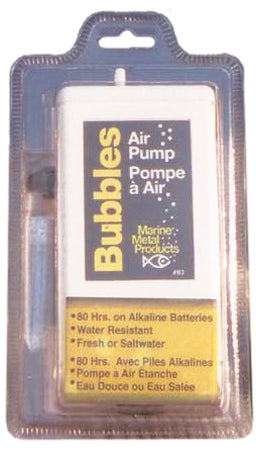 Bubbles
Air
Pump
Pompe
à Air
Marine
Metal
Products
#B3
•80 Hrs. on Alkaline Batteries
•Water Resistant
•Fresh or Saltwater
•80 Hrs. Avec Piles Alkalines
•Pompe à Air Étanche
•Eau Douce ou Eau Salée